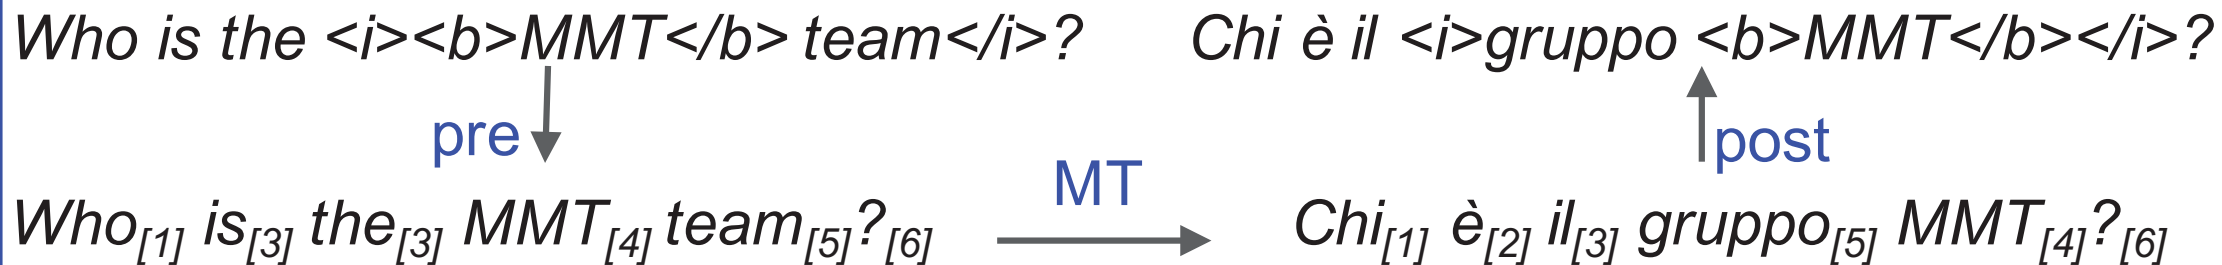 Who is the <i><b>MMT</b> team</i>? Chi è il <i>gruppo <b>MMT</b></i>?
pre post
MT
Who[1] is[3] the[3] MMT[4] team[5]?[6] Chi[1] è[2] il[3] gruppo[5] MMT[4]?[6]